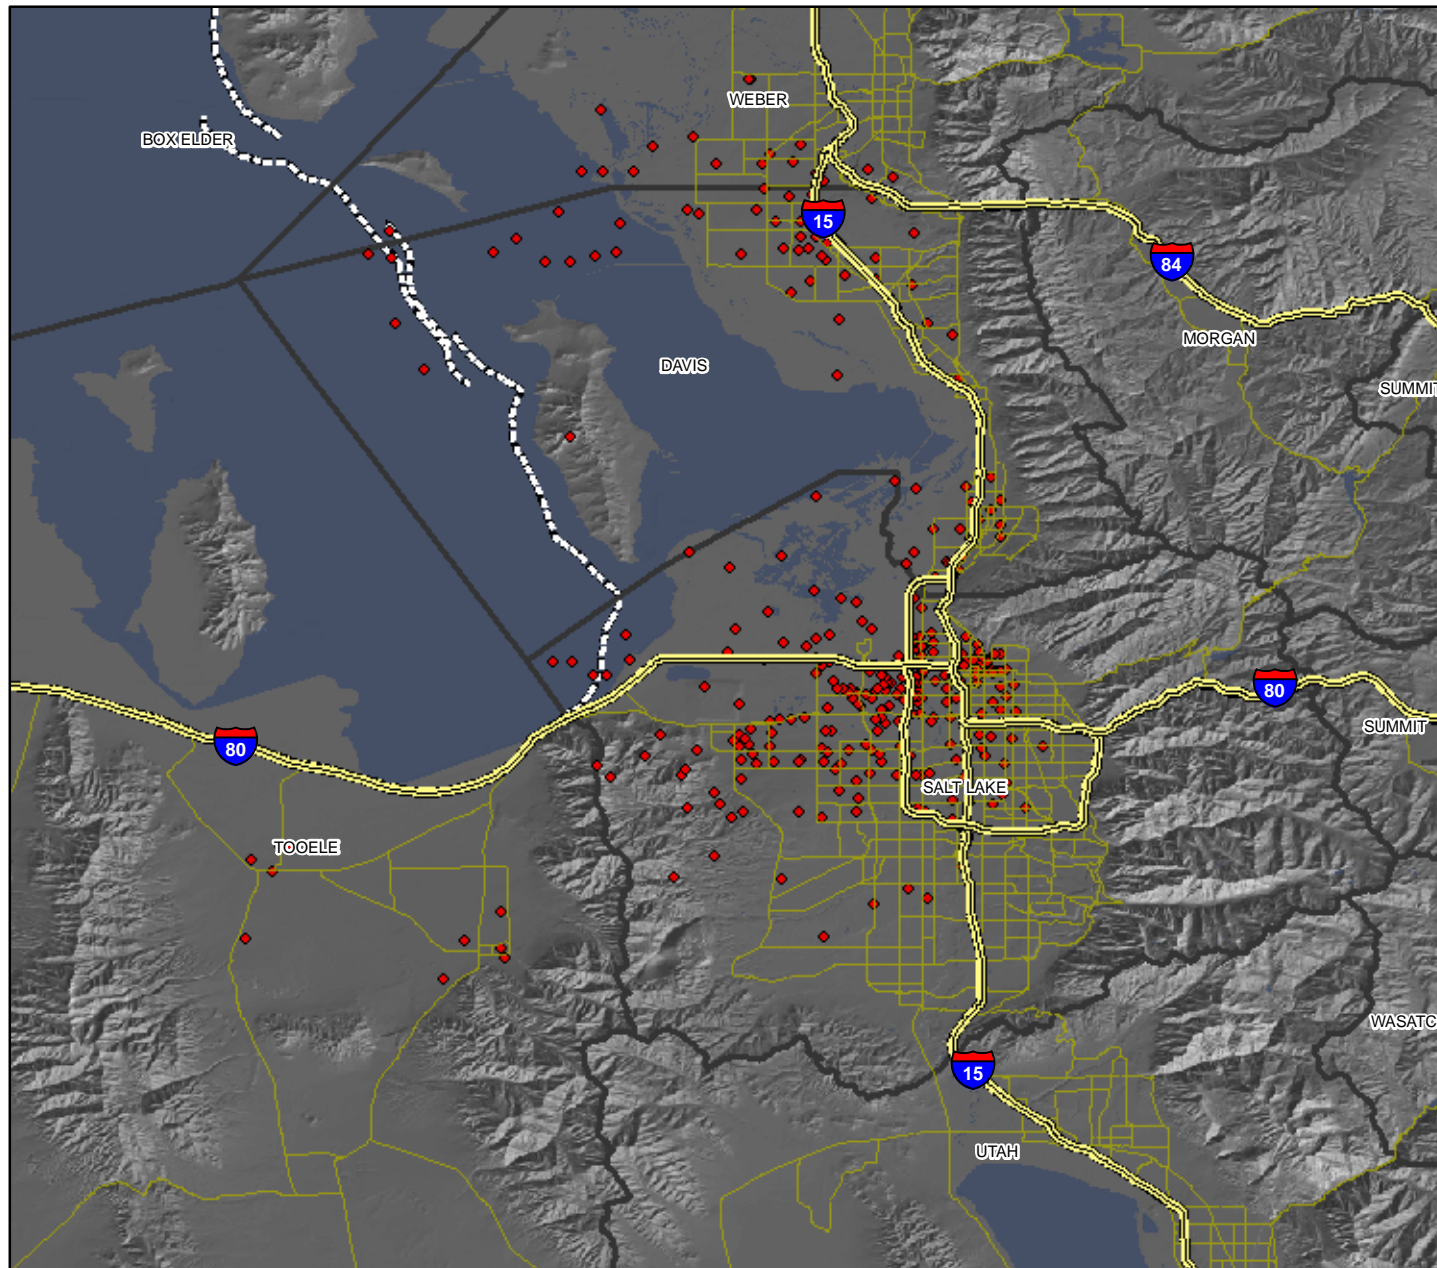 WEBER
BOX ELDER
15
84
MORGAN
DAVIS
SUMMIT
80
SUMMIT
80
SALT LAKE
TOOELE
WASATC
15
UTAH